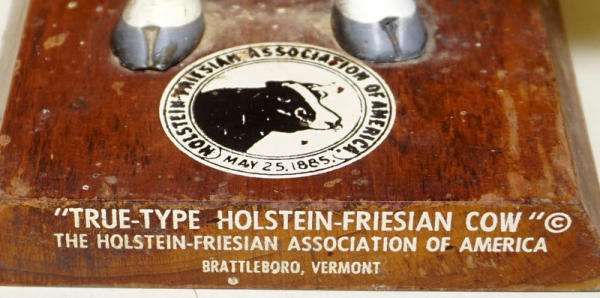 HOLSTEIN-FRIESIAN ASSOCIATION OF AMERICA.
MAY 25.1885.
"TRUE-TYPE HOLSTEIN-FRIESIAN COW"©
THE HOLSTEIN-FRIESIAN ASSOCIATION OF AMERICA
BRATTLEBORO, VERMONT